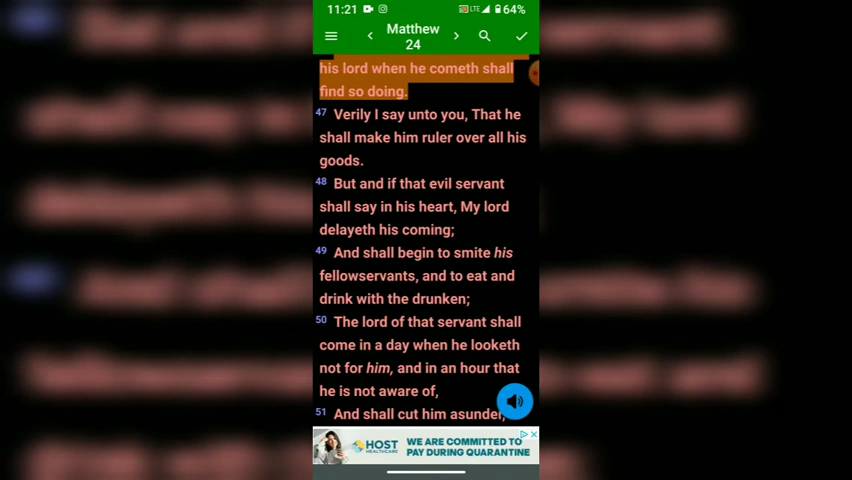 11:21 LTE 64%
Matthew
24
his lord when he cometh shall
find so doing.
47 Verily I say unto you, That he
shall make him ruler over all his
goods.
48 But and if that evil servant
shall say in his heart, My lord
delayeth his coming;
49 And shall begin to smite his
fellowservants, and to eat and
drink with the drunken;
50 The lord of that servant shall
come in a day when he looketh
not for him, and in an hour that
he is not aware of,
51 And shall cut him asunder,
HOST
HEALTHCARE
WE ARE COMMITTED TO
PAY DURING QUARANTINE